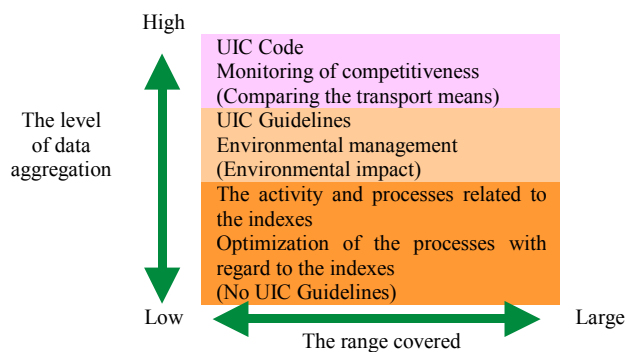 High
UIC Code
Monitoring of competitiveness
(Comparing the transport means)
The level
of data
aggregation
UIC Guidelines
Environmental management
(Environmental impact)
The activity and processes related to
the indexes
Optimization of the processes with
regard to the indexes
(No UIC Guidelines)
Low
Large
The range covered